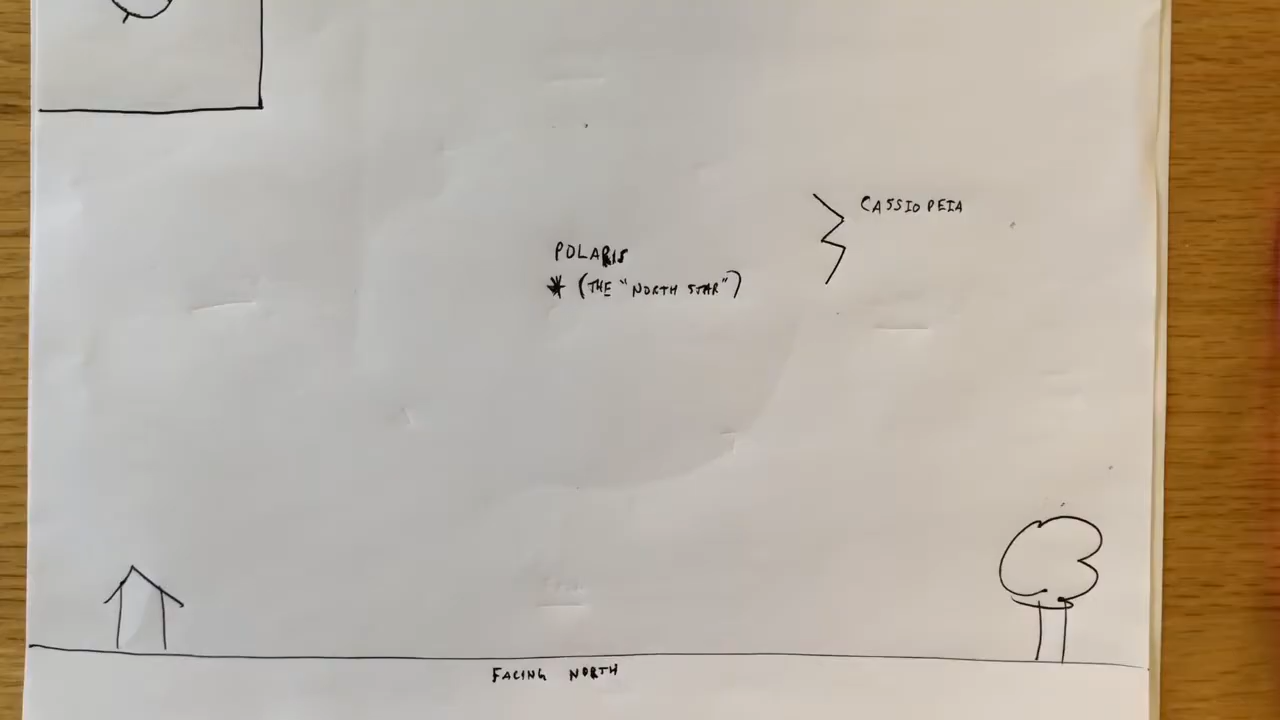 CASSIOPEIA
POLARIS
* (THE "NORTH STAR")
FACING NORTH